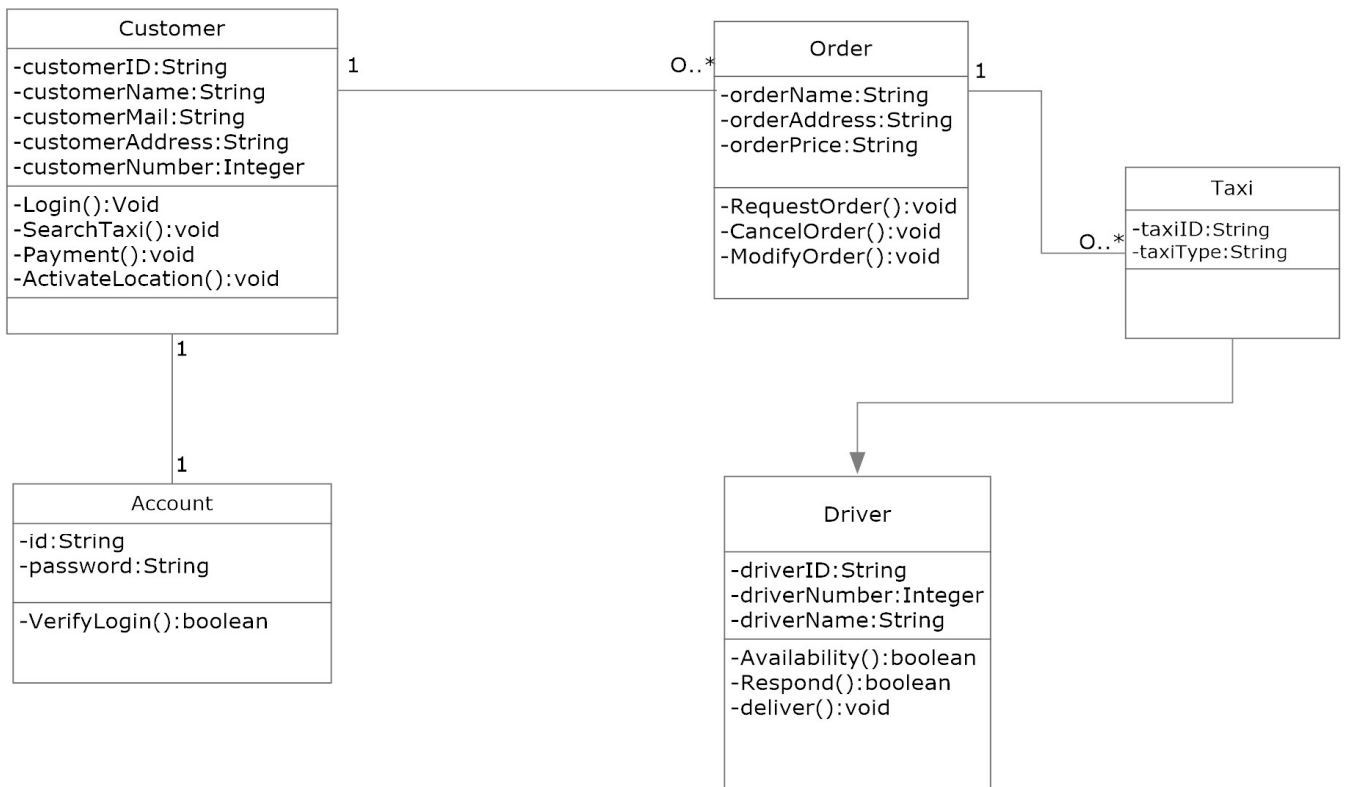 Customer
-customerID:String
-customerName:String
-customerMail:String
-customerAddress:String
-customerNumber:Integer
-Login():Void
-SearchTaxi():void
-Payment():void
-ActivateLocation():void
1
O..*
Order
-orderName:String
-orderAddress:String
-orderPrice:String
-RequestOrder():void
-CancelOrder():void
-ModifyOrder():void
1
O..*
Taxi
-taxiID:String
-taxiType:String
1
1
Account
-id:String
-password:String
-VerifyLogin():boolean
Driver
-driverID:String
-driverNumber:Integer
-driverName:String
-Availability():boolean
-Respond():boolean
-deliver():void